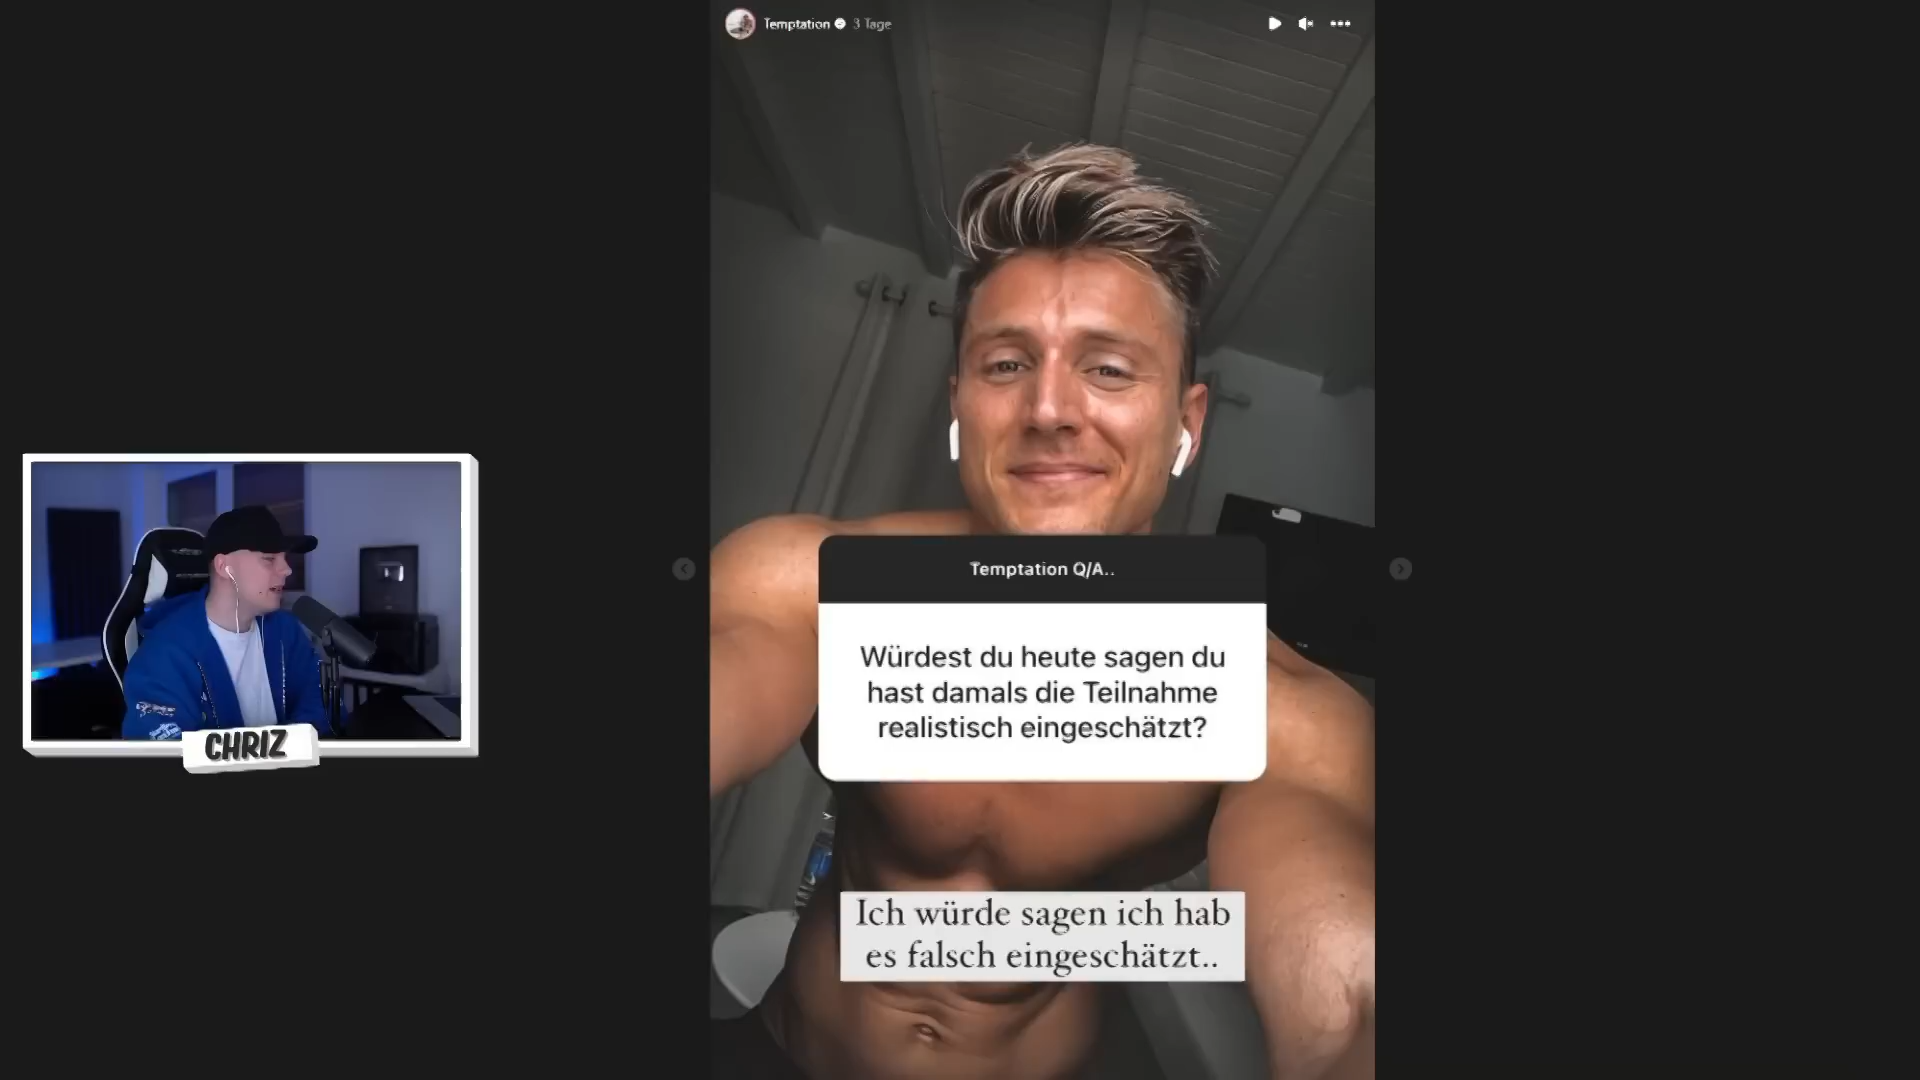 Temptation 3 Tage
Temptation Q/A..
Würdest du heute sagen du
hast damals die Teilnahme
realistisch eingeschätzt?
Ich würde sagen ich hab
es falsch eingeschätzt..
CHRIZ